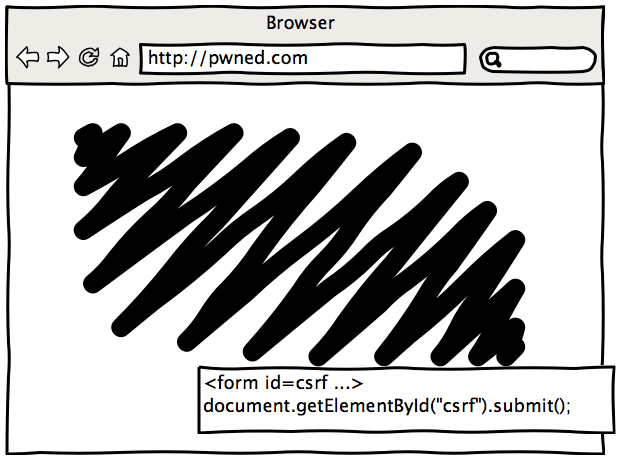 Browser
http://pwned.com
<form id=csrf ...>
document.getElementById("csrf").submit();